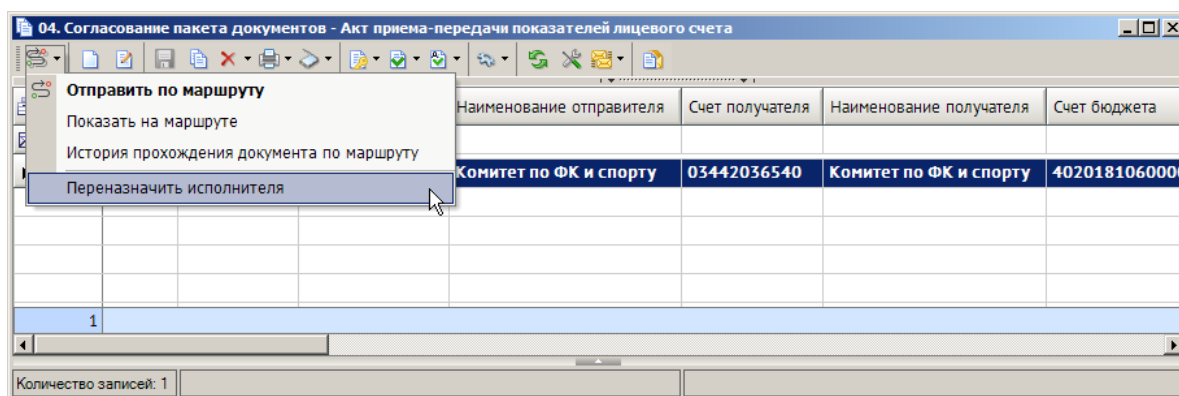 04. Согласование пакета документов - Акт приема-передачи показателей лицевого счета
Отправить по маршруту
Показать на маршруте
История прохождения документа по маршруту
Переназначить исполнителя
Наименование отправителя Счет получателя Наименование получателя Счет бюджета
Комитет по ФК и спорту 03442036540 Комитет по ФК и спорту 402018106000
1
Количество записей: 1